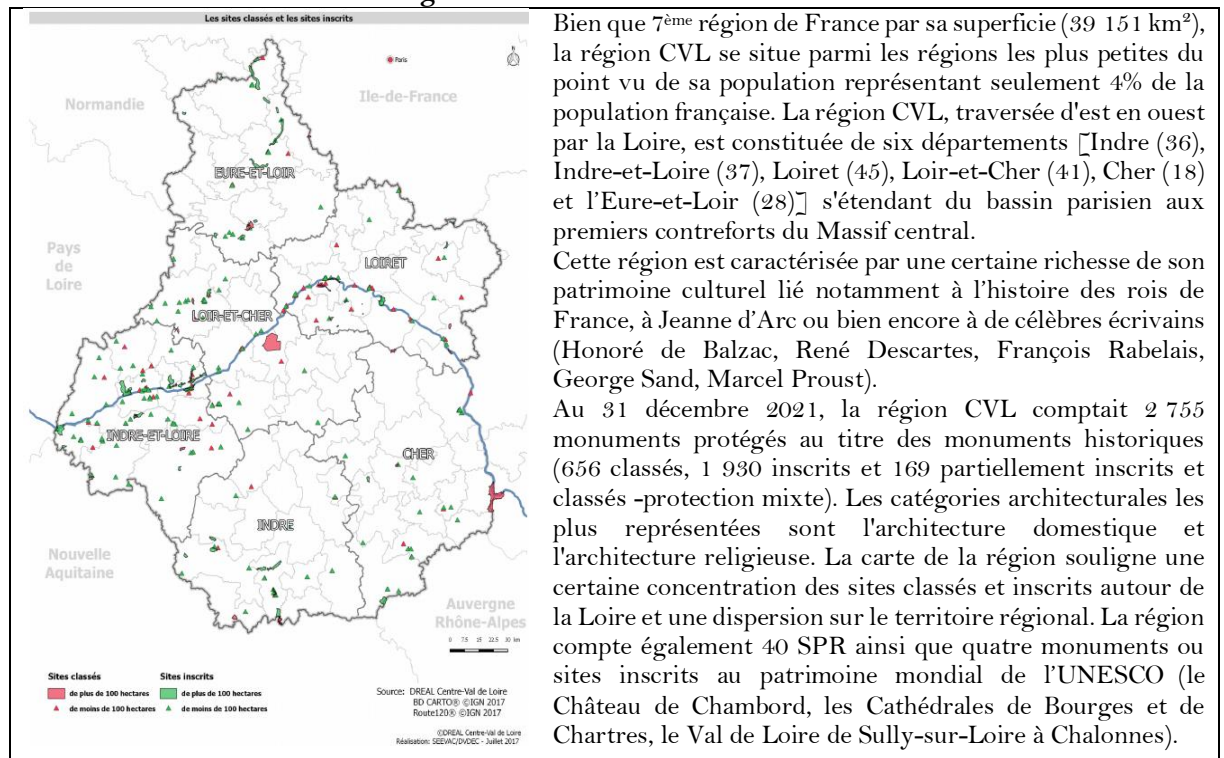 Les sites classés et les sites inscrits
Paris
N
Normandie
Ile-de-France
EURE-ET-LOIR
Pays
de
Loire
LOIRET
LOIR-ET-CHER
INDRE-ET-LOIRE
CHER
INDRE
Nouvelle
Aquitaine
Auvergne
Rhône-Alpes
0 7.5 15 22.5 30 km
Sites classés
de plus de 100 hectares
de moins de 100 hectares
Sites inscrits
de plus de 100 hectares
de moins de 100 hectares
Source: DREAL Centre-Val de Loire
BD CARTO® ©IGN 2017
Route120® ©IGN 2017
©DREAL Centre-Val de Loire
Réalisation: SEEVAC/DVDEC - Juillet 2017
Bien que 7ème région de France par sa superficie (39 151 km²),
la région CVL se situe parmi les régions les plus petites du
point vu de sa population représentant seulement 4% de la
population française. La région CVL, traversée d'est en ouest
par la Loire, est constituée de six départements [Indre (36),
Indre-et-Loire (37), Loiret (45), Loir-et-Cher (41), Cher (18)
et l'Eure-et-Loir (28)] s'étendant du bassin parisien aux
premiers contreforts du Massif central.
Cette région est caractérisée par une certaine richesse de son
patrimoine culturel lié notamment à l'histoire des rois de
France, à Jeanne d'Arc ou bien encore à de célèbres écrivains
(Honoré de Balzac, René Descartes, François Rabelais,
George Sand, Marcel Proust).
Au 31 décembre 2021, la région CVL comptait 2 755
monuments protégés au titre des monuments historiques
(656 classés, 1 930 inscrits et 169 partiellement inscrits et
classés -protection mixte). Les catégories architecturales les
plus représentées sont l'architecture domestique et
l'architecture religieuse. La carte de la région souligne une
certaine concentration des sites classés et inscrits autour de
la Loire et une dispersion sur le territoire régional. La région
compte également 40 SPR ainsi que quatre monuments ou
sites inscrits au patrimoine mondial de l'UNESCO (le
Château de Chambord, les Cathédrales de Bourges et de
Chartres, le Val de Loire de Sully-sur-Loire à Chalonnes).